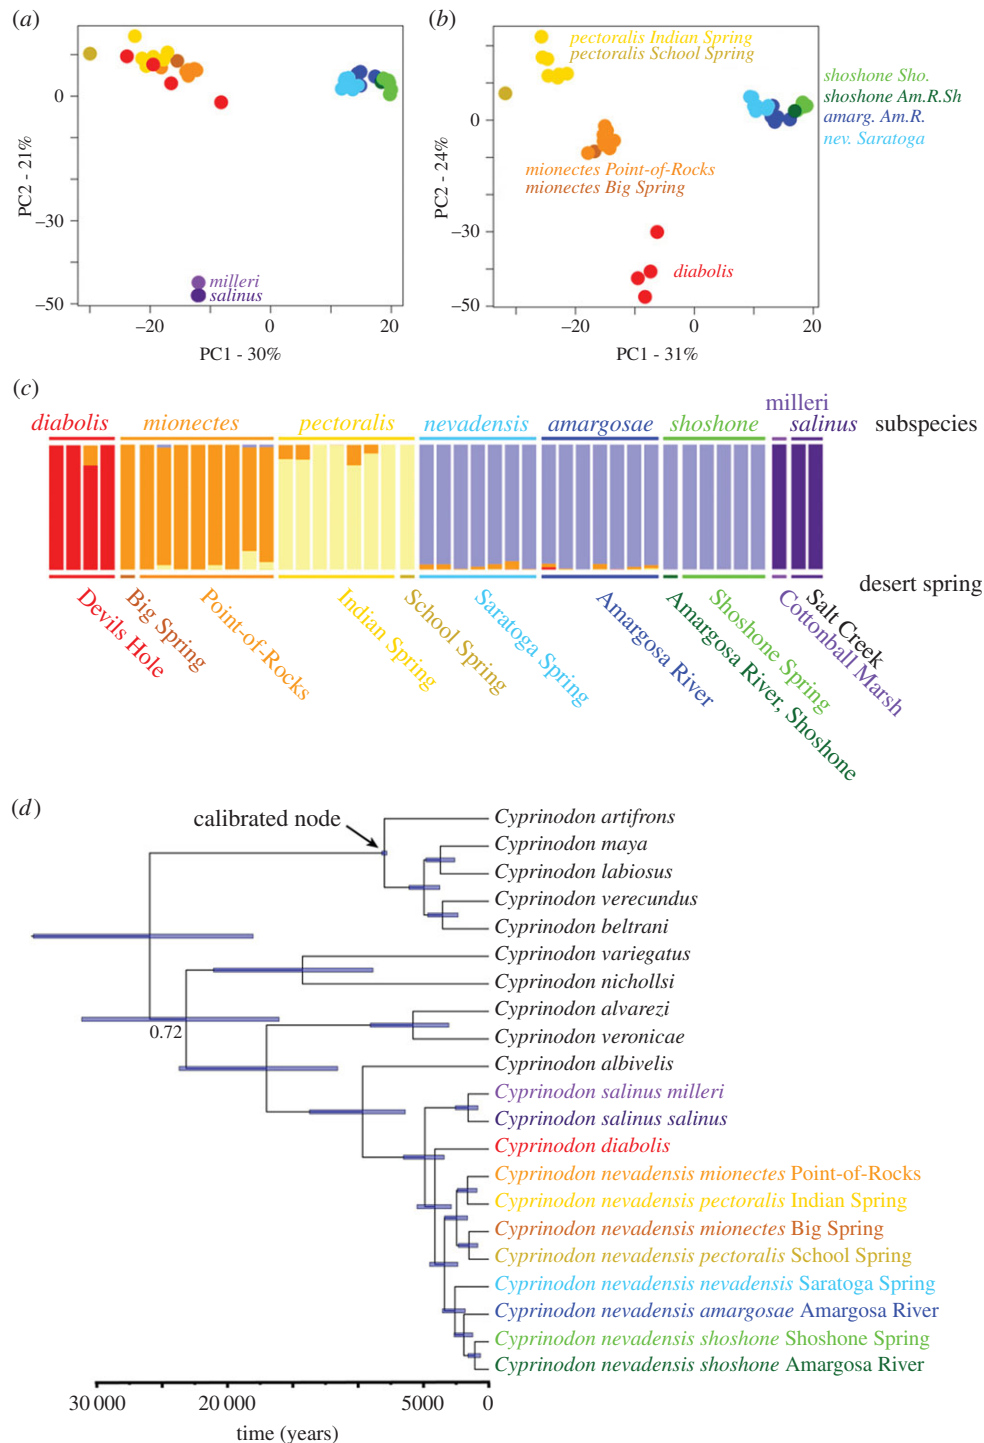 (a)
0
−30
−50
PC2 - 21%
milleri
salinus
−20
0
20
PC1 - 30%
(b)
0
−30
−50
PC2 - 24%
pectoralis Indian Spring
pectoralis School Spring
shoshone Sho.
shoshone Am.R.Sh
amarg. Am.R.
nev. Saratoga
mionectes Point-of-Rocks
mionectes Big Spring
diabolis
−20
0
20
PC1 - 31%
(c)
diabolis
mionectes
pectoralis
nevadensis
amargosae
shoshone
milleri
salinus
subspecies
desert spring
Devils Hole
Big Spring
Point-of-Rocks
Indian Spring
School Spring
Saratoga Spring
Amargosa River
Amargosa River, Shoshone
Shoshone Spring
Cottonball Marsh
Salt Creek
(d)
calibrated node
0.72
Cyprinodon artifrons
Cyprinodon maya
Cyprinodon labiosus
Cyprinodon verecundus
Cyprinodon beltrani
Cyprinodon variegatus
Cyprinodon nichollsi
Cyprinodon alvarezi
Cyprinodon veronicae
Cyprinodon albivelis
Cyprinodon salinus milleri
Cyprinodon salinus salinus
Cyprinodon diabolis
Cyprinodon nevadensis mionectes Point-of-Rocks
Cyprinodon nevadensis pectoralis Indian Spring
Cyprinodon nevadensis mionectes Big Spring
Cyprinodon nevadensis pectoralis School Spring
Cyprinodon nevadensis nevadensis Saratoga Spring
Cyprinodon nevadensis amargosae Amargosa River
Cyprinodon nevadensis shoshone Shoshone Spring
Cyprinodon nevadensis shoshone Amargosa River
30 000
20 000
5000
0
time (years)